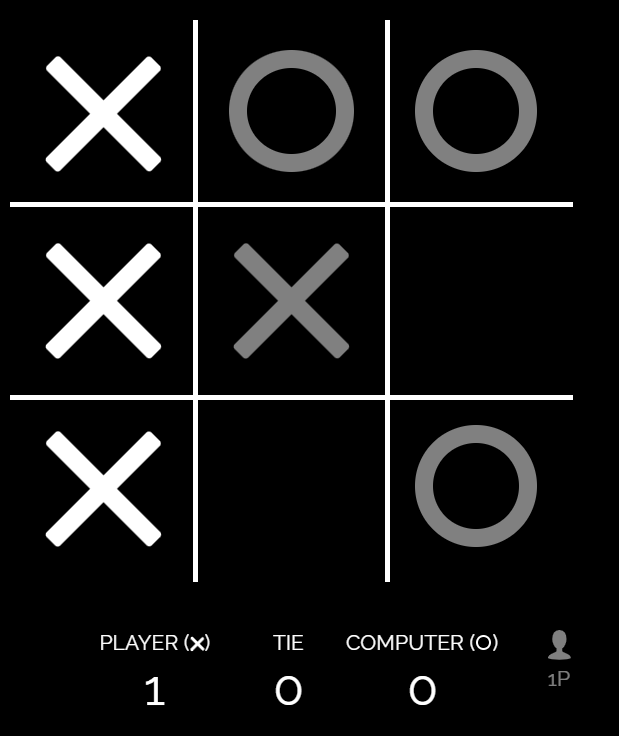 PLAYER (X) TIE COMPUTER (O)
1 0 0
1P